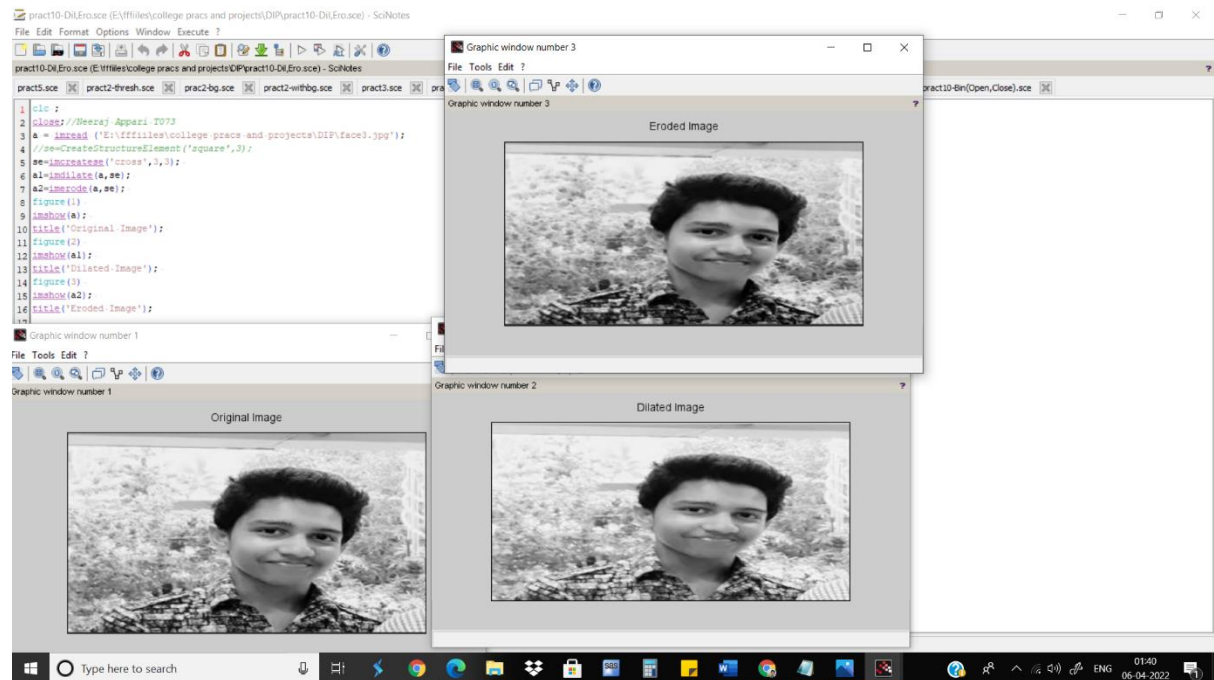 pract10-Dil,Ero.sce (E:\fffiiles\college pracs and projects\DIP\pract10-Dil,Ero.sce) - SciNotes
File Edit Format Options Window Execute ?
pract10-Dil,Ero.sce (E:\fffiiles\college pracs and projects\DIP\pract10-Dil,Ero.sce) - SciNotes
pract5.sce pract2-thresh.sce prac2-bg.sce pract2-withbg.sce pract3.sce pra
pract10-Bin(Open,Close).sce
1 clc ;
2 close;//Neeraj Appari T073
3 a = imread ('E:\fffiiles\college pracs and projects\DIP\face3.jpg');
4 //se=CreateStructureElement('square',3);
5 se=imcreatese('cross',3,3);
6 a1=imdilate(a,se);
7 a2=imerode(a,se);
8 figure(1)
9 imshow(a);
10 title('Original Image');
11 figure(2)
12 imshow(a1);
13 title('Dilated Image');
14 figure(3)
15 imshow(a2);
16 title('Eroded Image');
17
Graphic window number 3
File Tools Edit ?
Graphic window number 3
Eroded Image
Graphic window number 1
File Tools Edit ?
Graphic window number 1
Original Image
Fil
Graphic window number 2
Dilated Image
Type here to search
SAS
ENG
01:40
06-04-2022